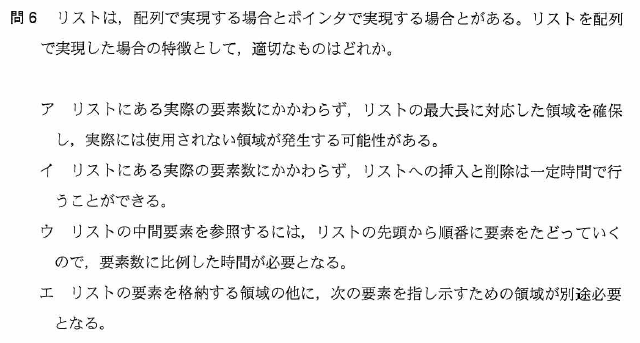 問6 リストは，配列で実現する場合とポインタで実現する場合とがある。リストを配列
で実現した場合の特徴として，適切なものはどれか。
ア リストにある実際の要素数にかかわらず，リストの最大長に対応した領域を確保
し，実際には使用されない領域が発生する可能性がある。
イ リストにある実際の要素数にかかわらず，リストへの挿入と削除は一定時間で行
うことができる。
ウ リストの中間要素を参照するには，リストの先頭から順番に要素をたどっていく
ので，要素数に比例した時間が必要となる。
エ リストの要素を格納する領域の他に，次の要素を指し示すための領域が別途必要
となる。